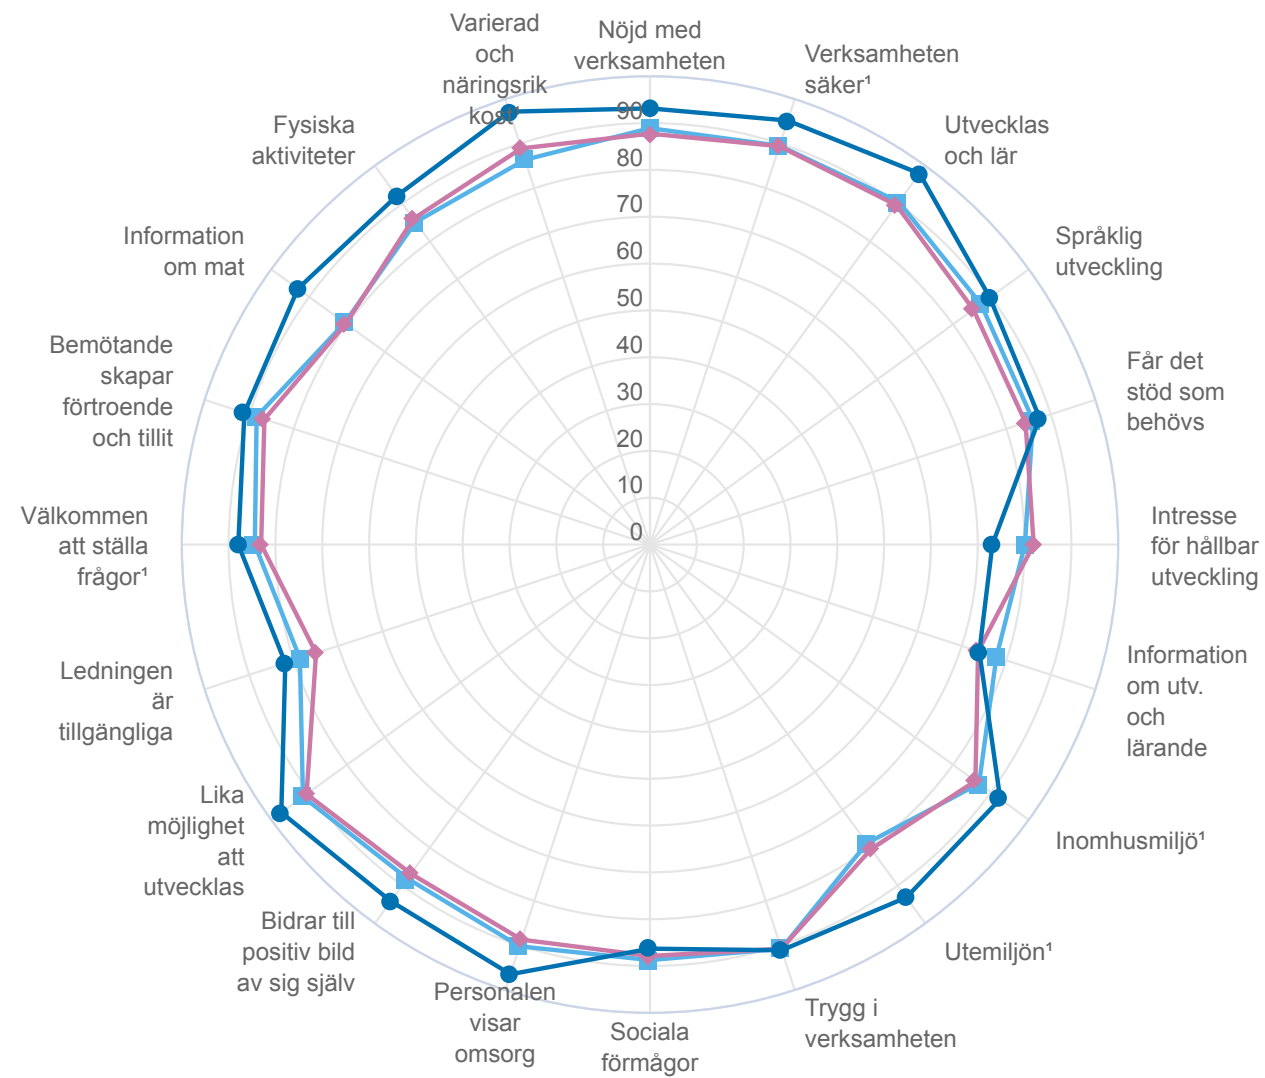 Nöjd med
verksamheten
Verksamheten
säker¹
Utvecklas
och lär
Språklig
utveckling
Får det
stöd som
behövs
Intresse
för hållbar
utveckling
Information
om utv.
och
lärande
Inomhusmiljö¹
Utemiljön¹
Trygg i
verksamheten
Sociala
förmågor
Personalen
visar
omsorg
Bidrar till
positiv bild
av sig själv
Lika
möjlighet
att
utvecklas
Ledningen
är
tillgängliga
Välkommen
att ställa
frågor¹
Bemötande
skapar
förtroende
och tillit
Information
om mat
Fysiska
aktiviteter
Varierad
och
näringsrik
kost¹
90
80
70
60
50
40
30
20
10
0